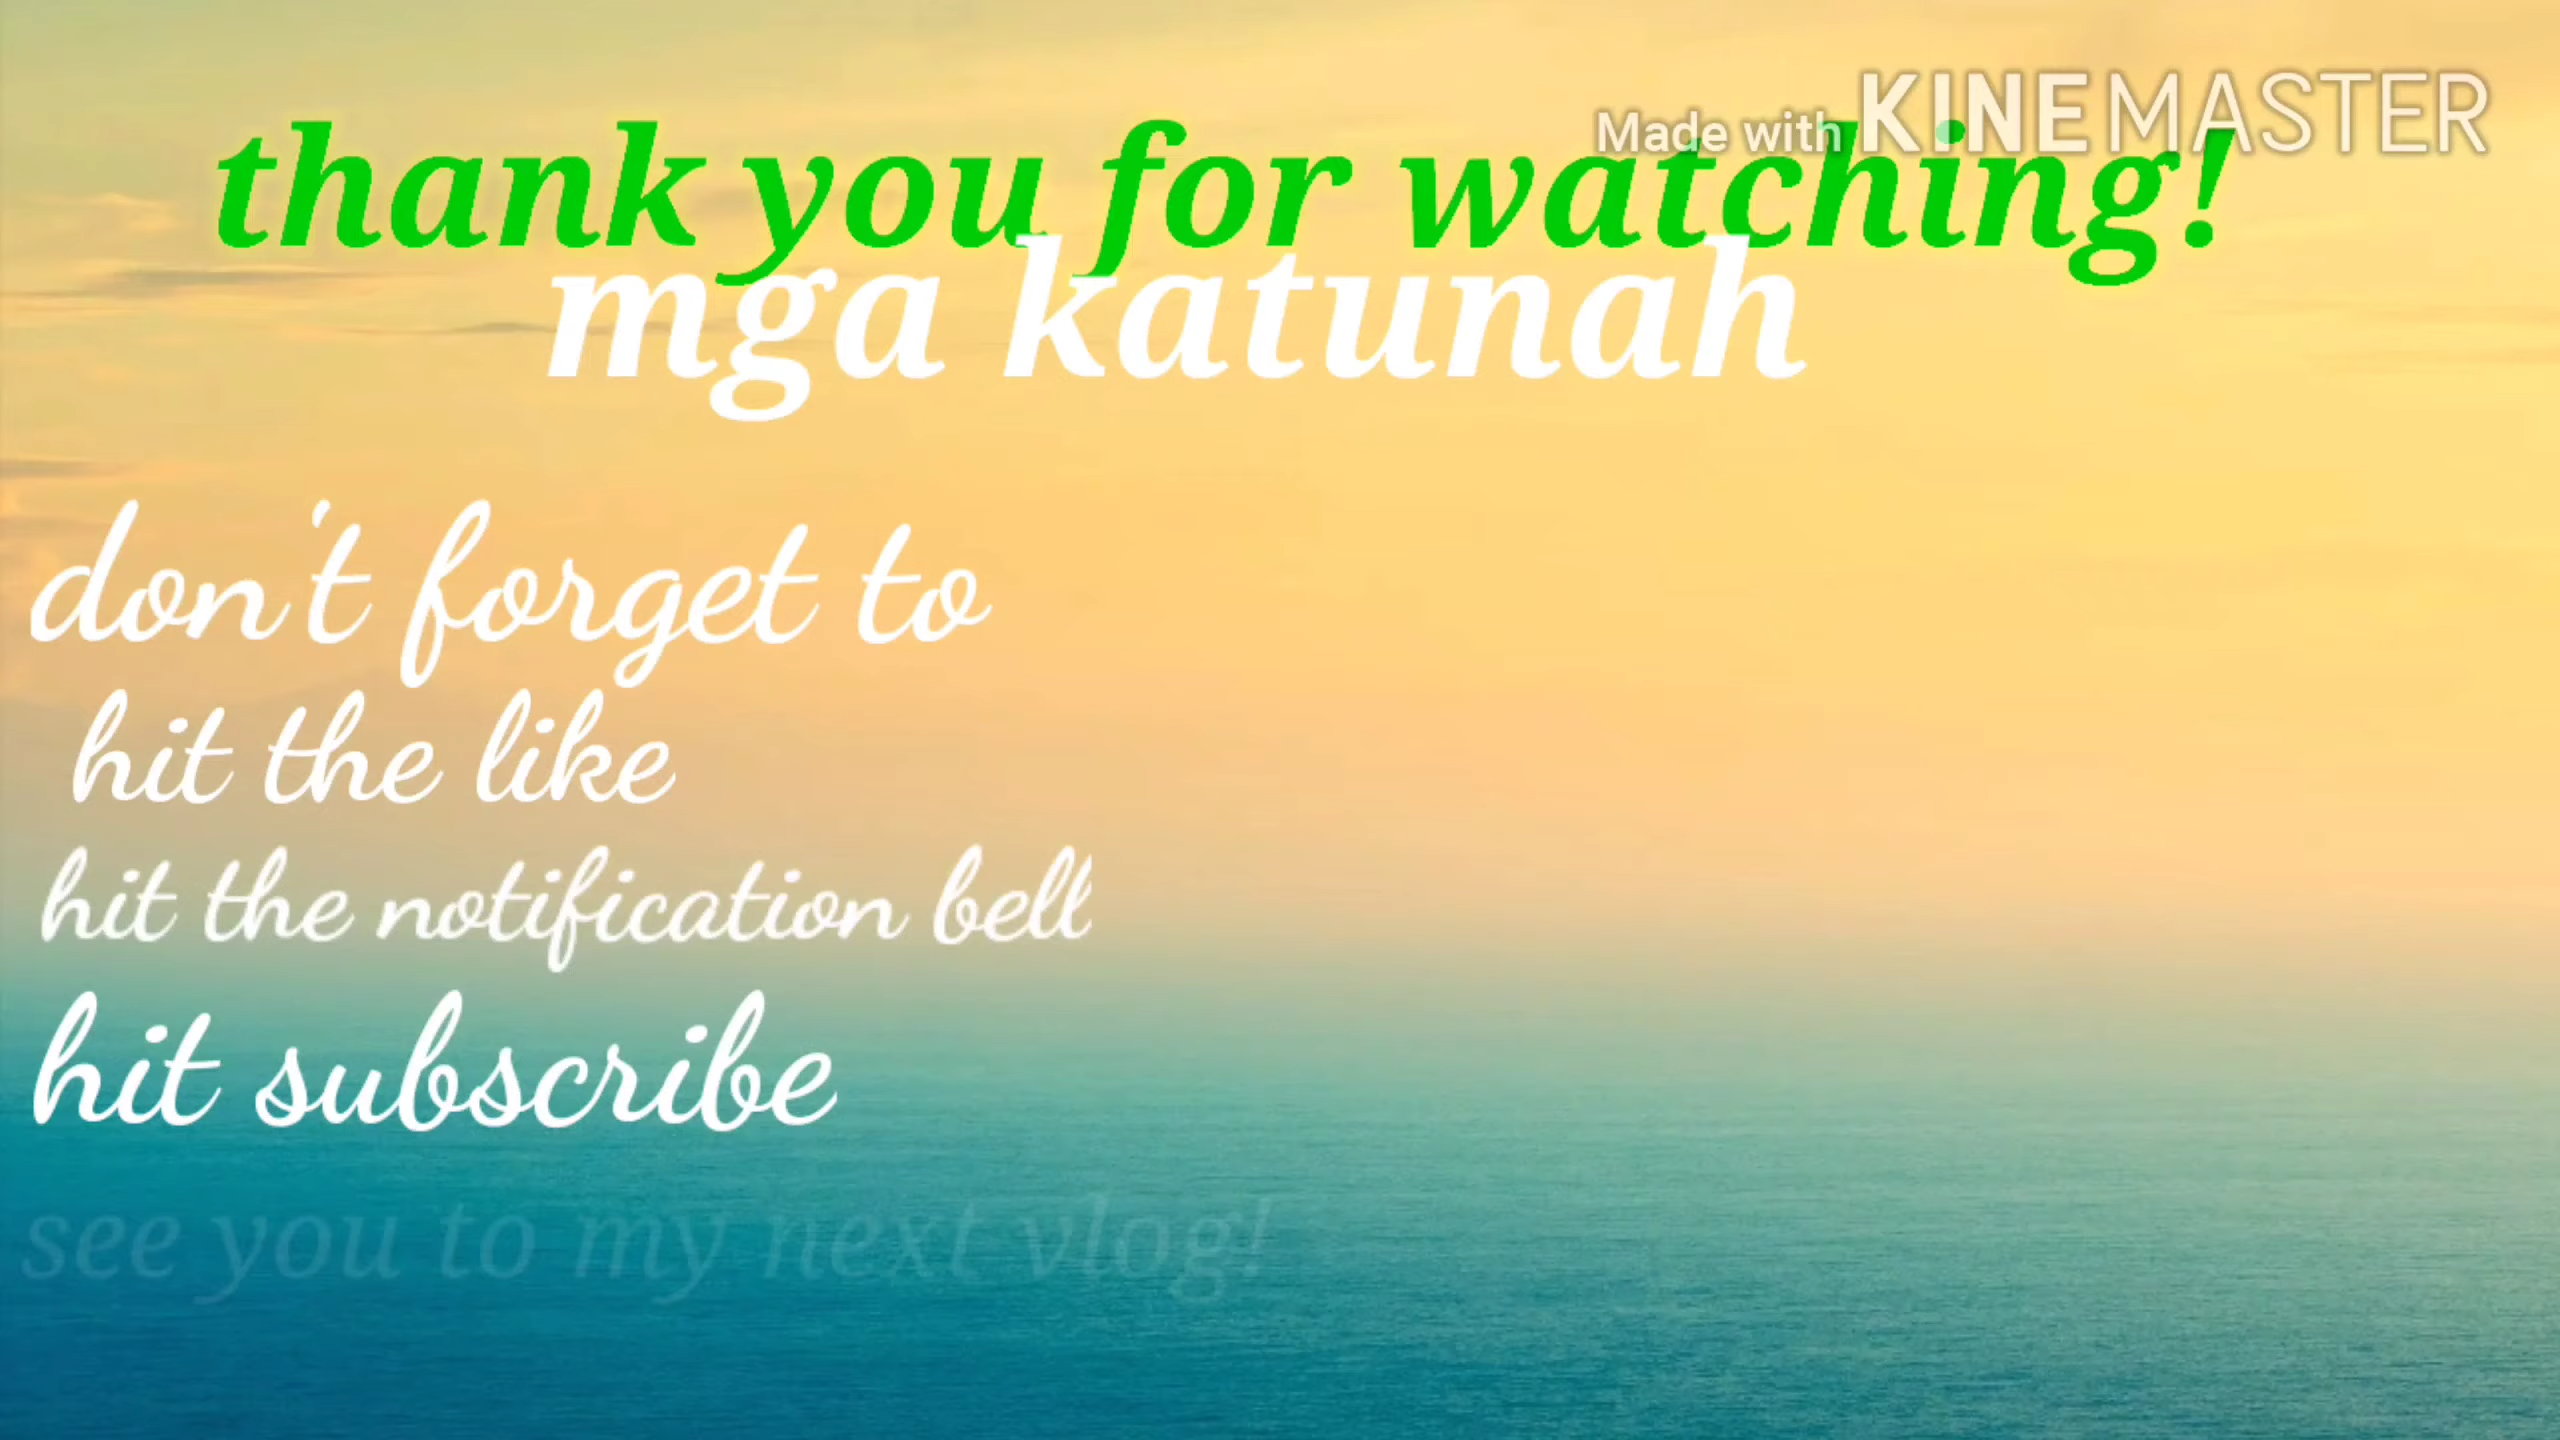 Made with KINEMASTER
thank you for watching!
mga katunah
don't forget to
hit the like
hit the notification bell
hit subscribe
see you to my next vlog!